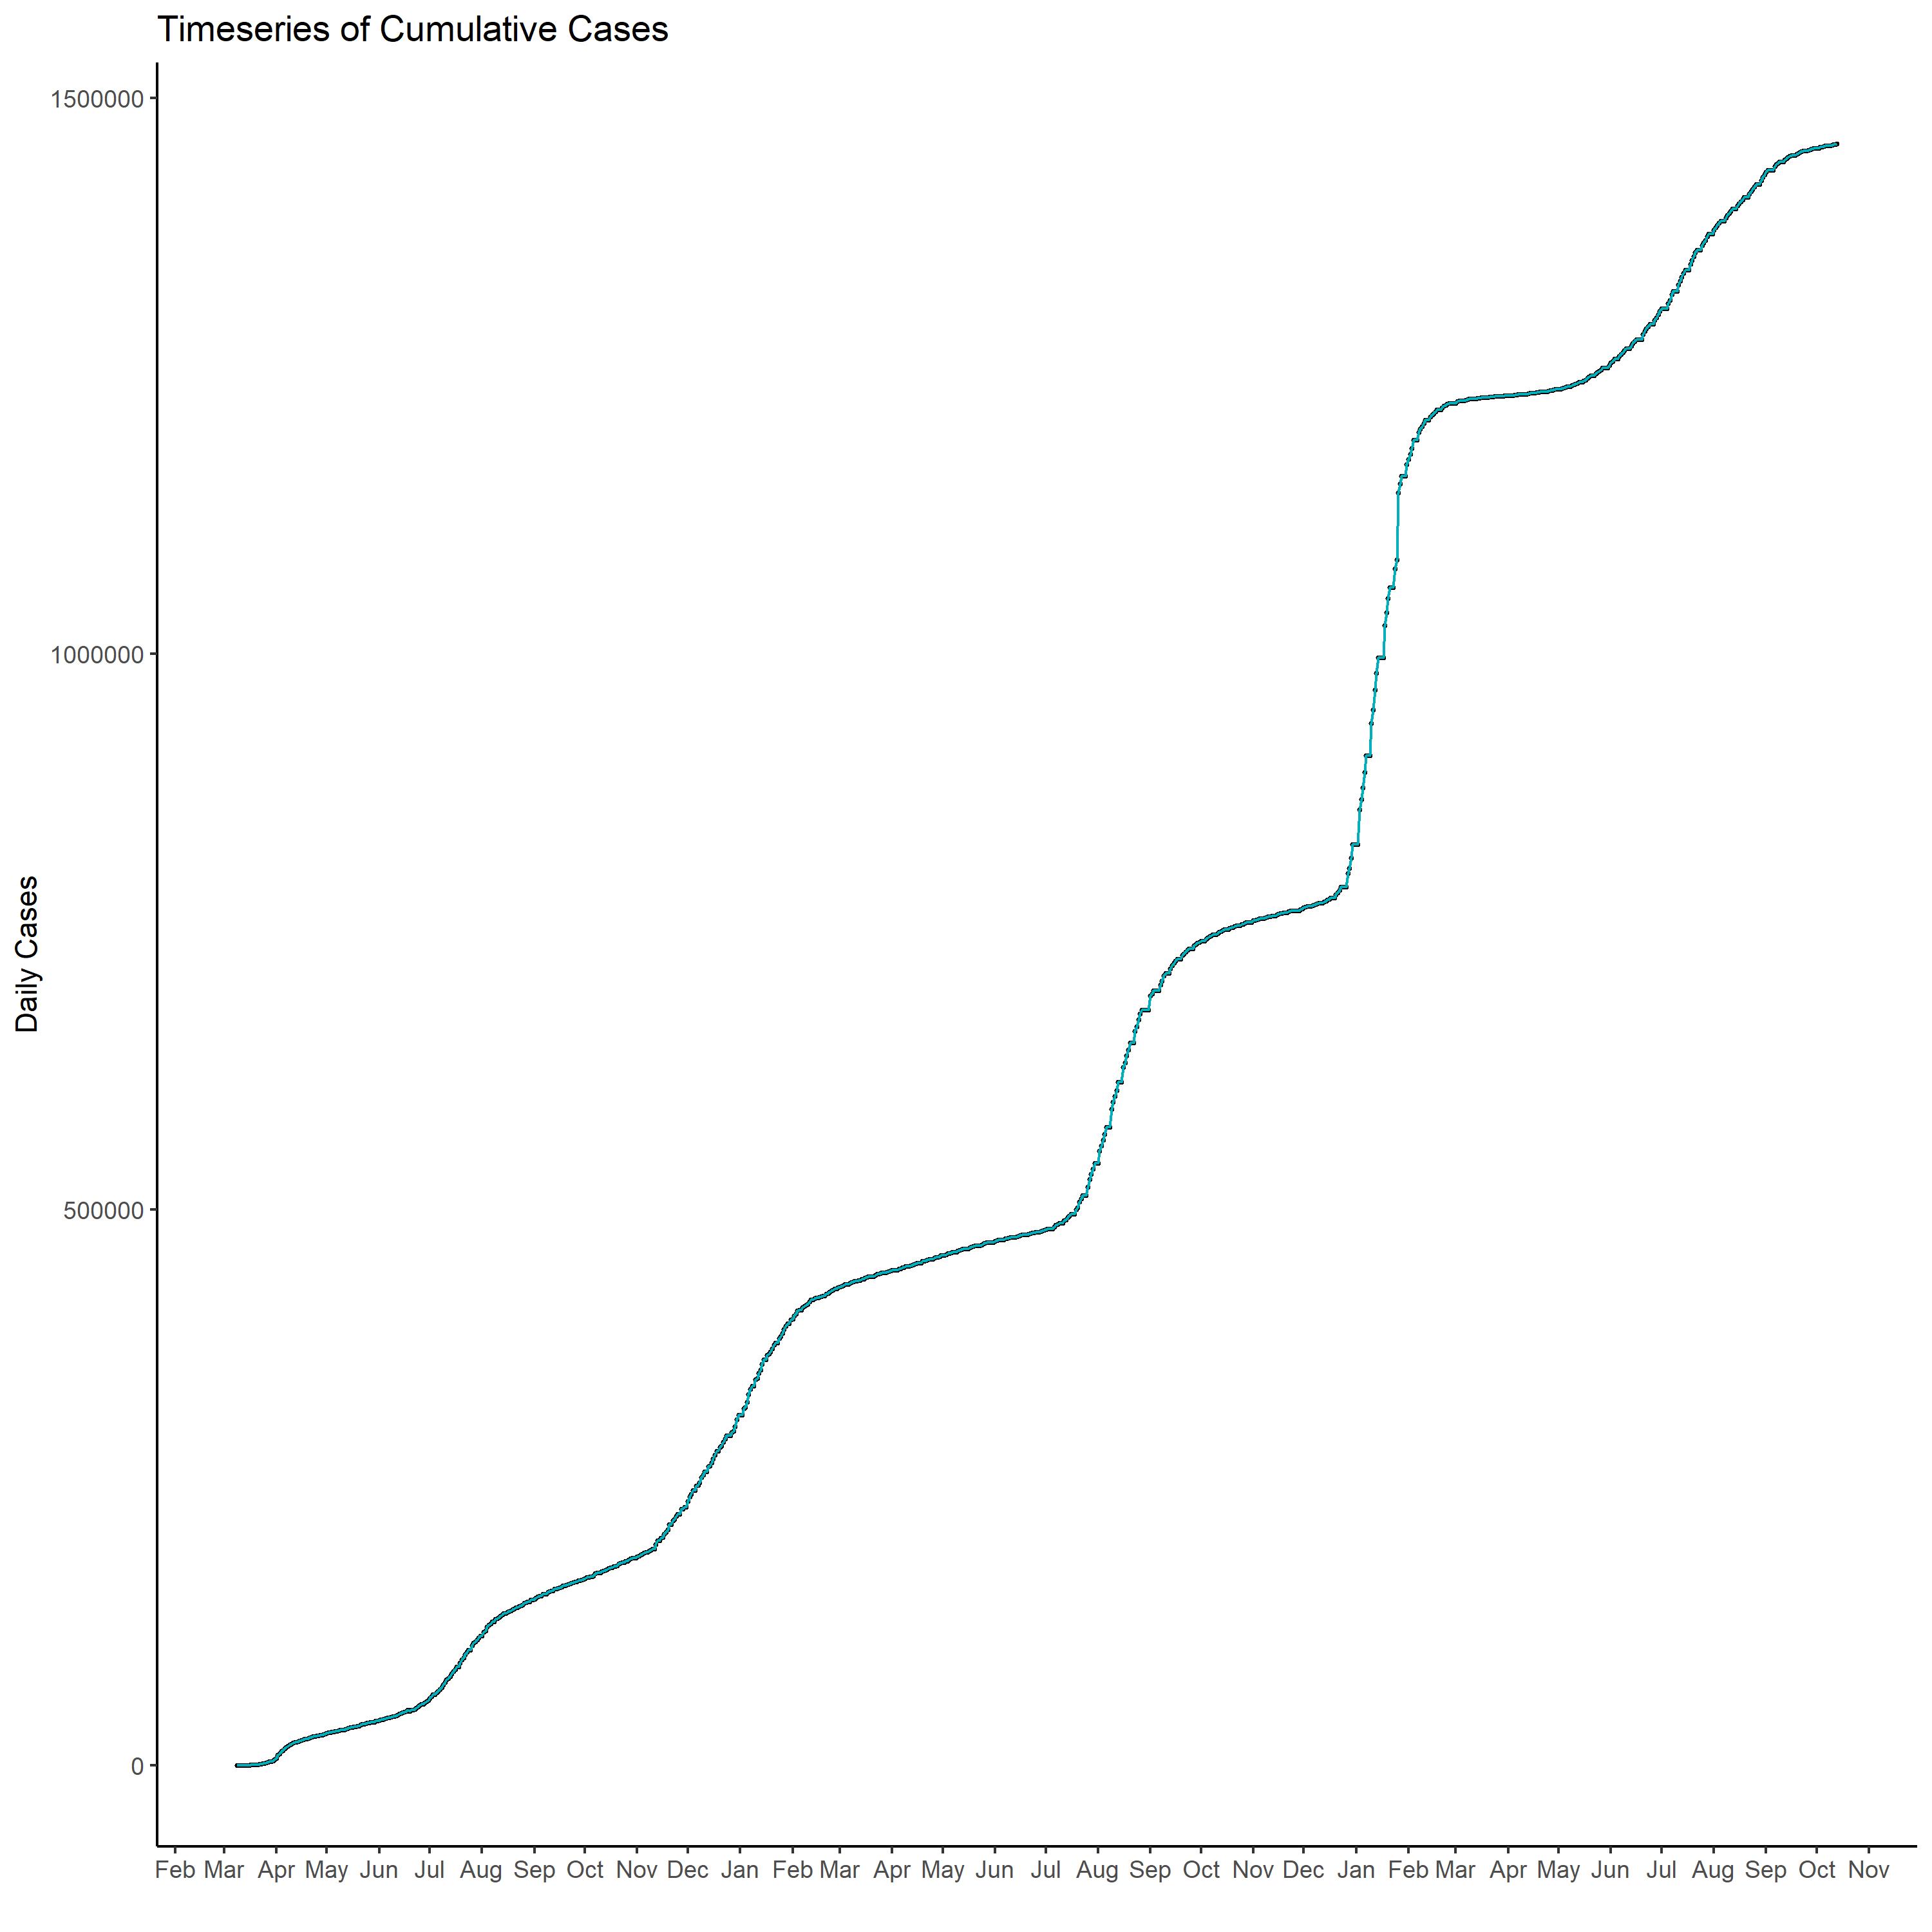 Timeseries of Cumulative Cases
1500000
1000000
500000
0
Daily Cases
Feb Mar Apr May Jun Jul Aug Sep Oct Nov Dec Jan Feb Mar Apr May Jun Jul Aug Sep Oct Nov Dec Jan Feb Mar Apr May Jun Jul Aug Sep Oct Nov